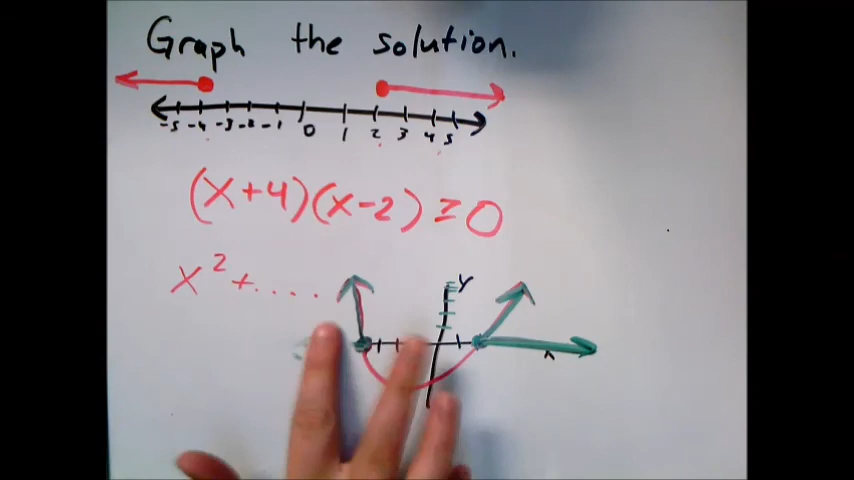 Graph the solution.
-5 -4 -3 -2 -1 0 1 2 3 4 5
(x+4)(x-2) ≥ 0
x² + .....
y
x